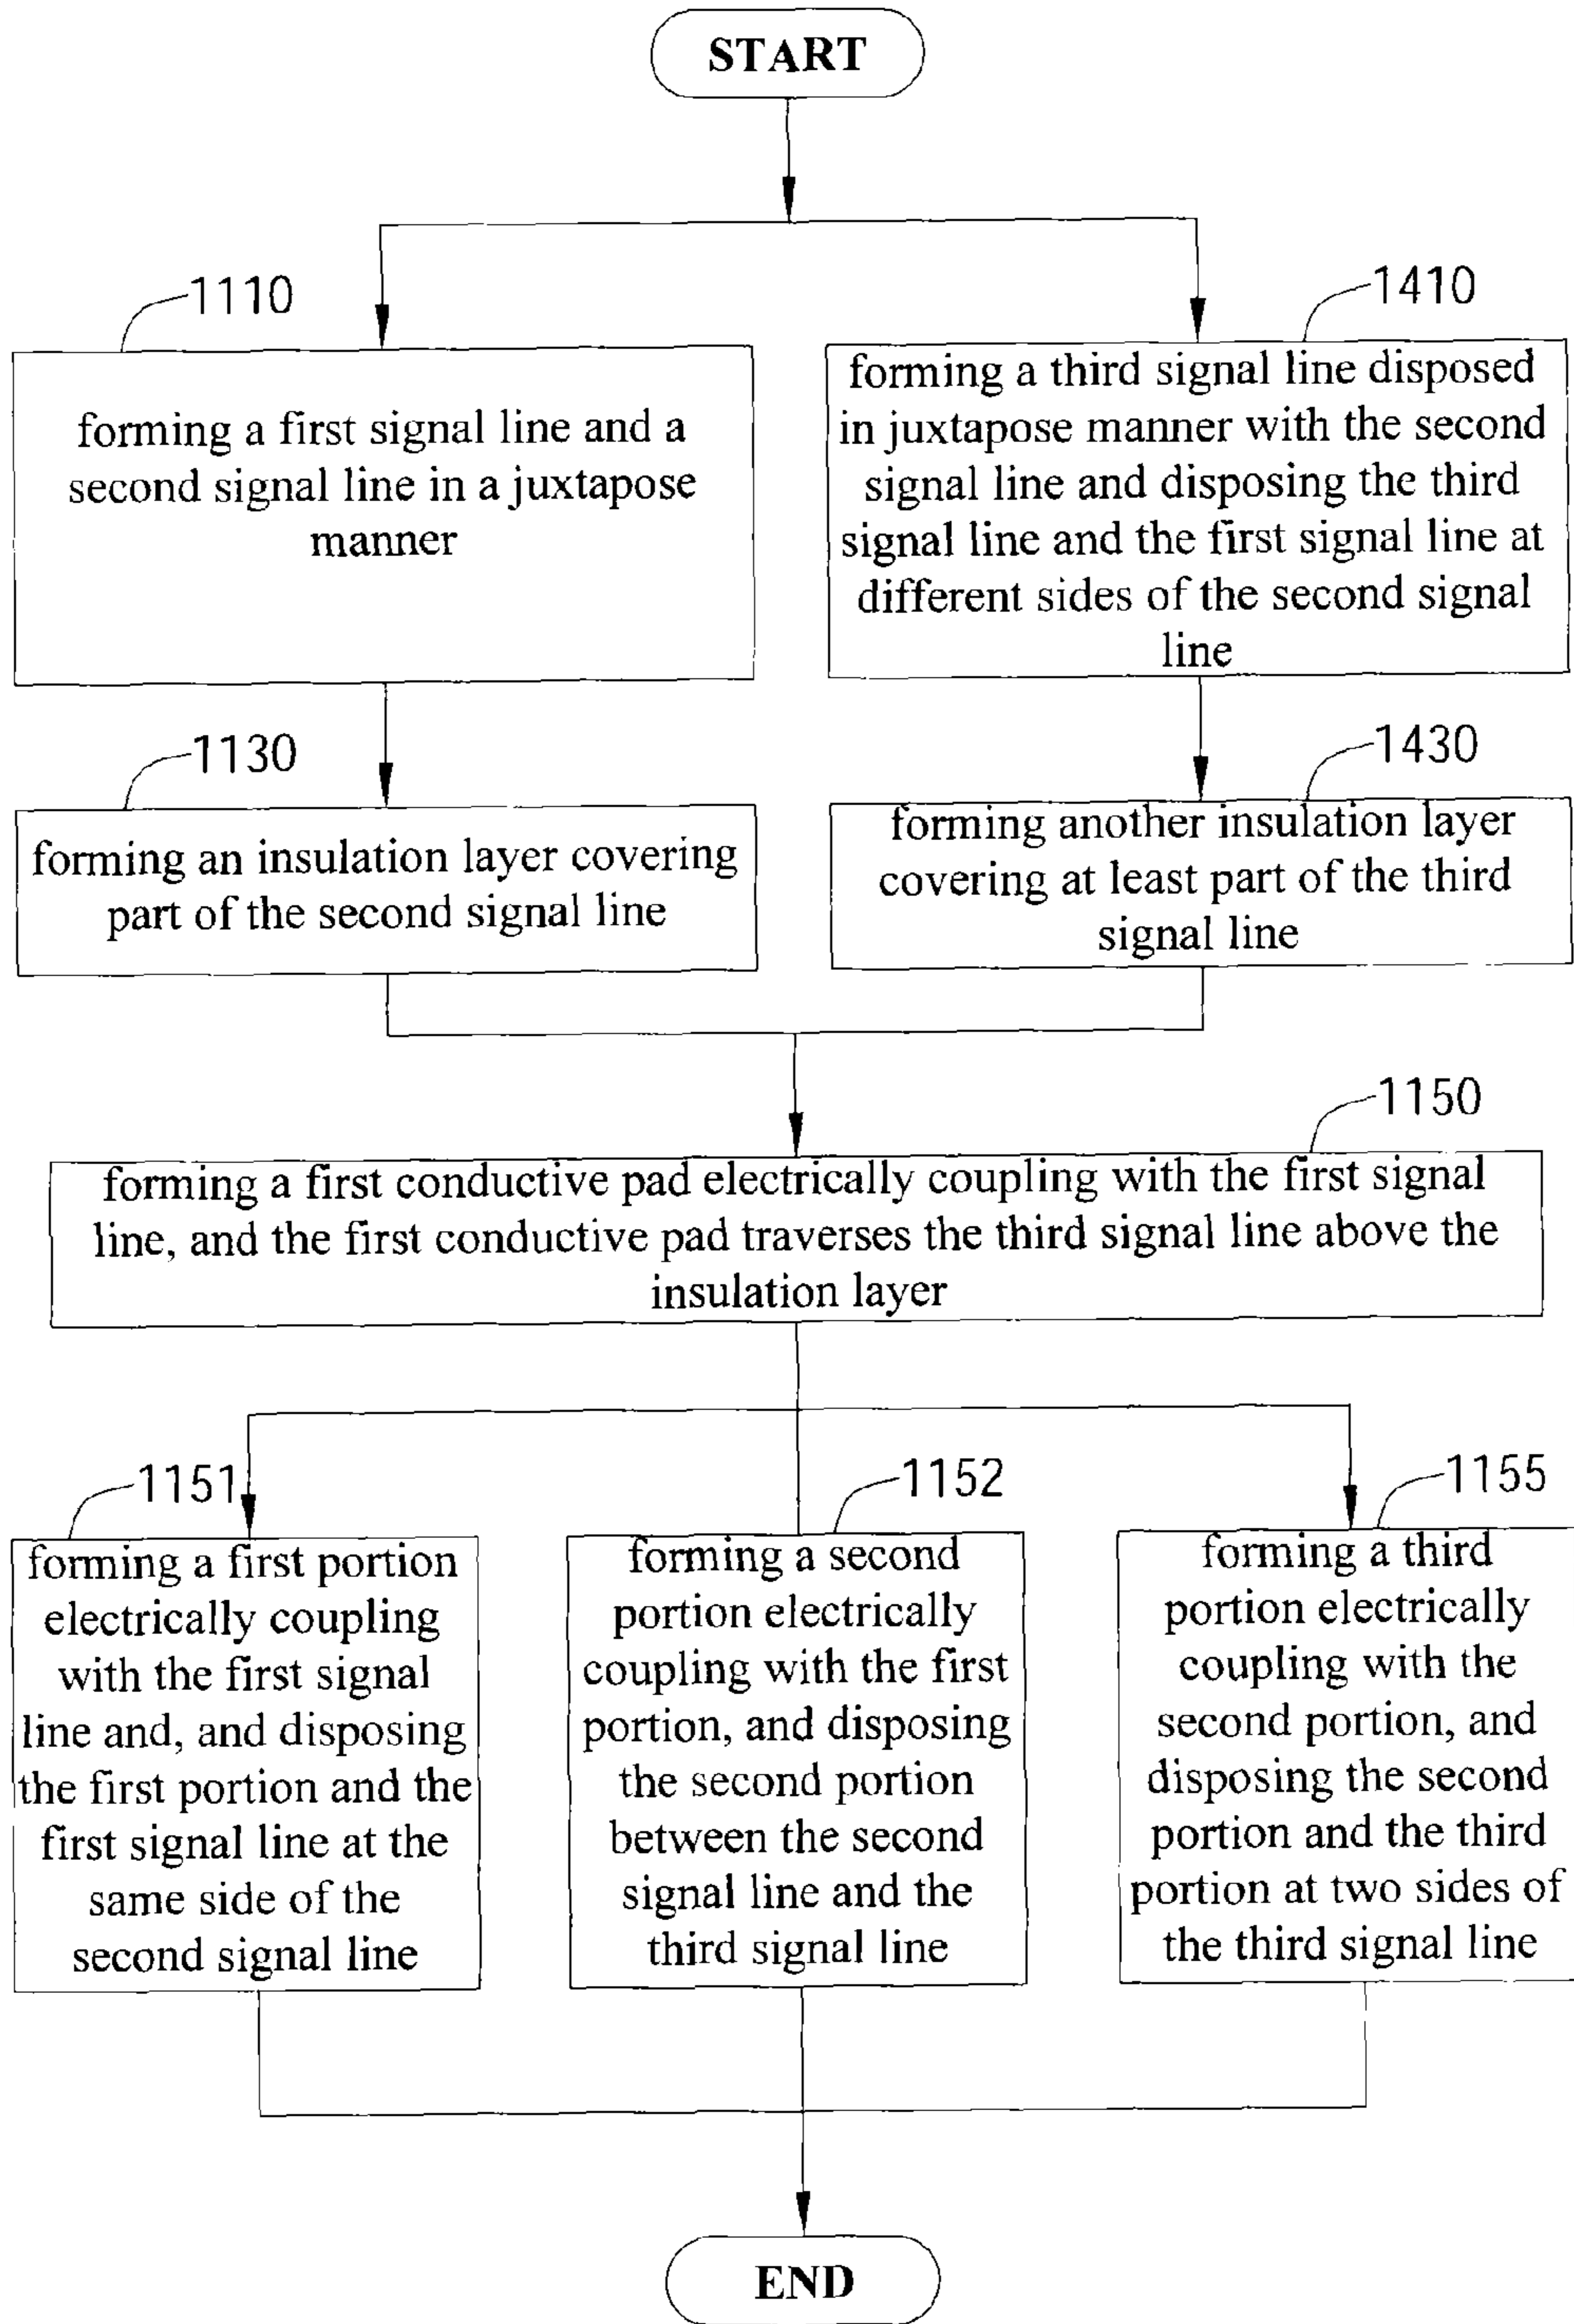 START
1110
forming a first signal line and a
second signal line in a juxtapose
manner
1410
forming a third signal line disposed
in juxtapose manner with the second
signal line and disposing the third
signal line and the first signal line at
different sides of the second signal
line
1130
forming an insulation layer covering
part of the second signal line
1430
forming another insulation layer
covering at least part of the third
signal line
1150
forming a first conductive pad electrically coupling with the first signal
line, and the first conductive pad traverses the third signal line above the
insulation layer
1151
forming a first portion
electrically coupling
with the first signal
line and, and disposing
the first portion and the
first signal line at the
same side of the
second signal line
1152
forming a second
portion electrically
coupling with the first
portion, and disposing
the second portion
between the second
signal line and the
third signal line
1155
forming a third
portion electrically
coupling with the
second portion, and
disposing the second
portion and the third
portion at two sides of
the third signal line
END